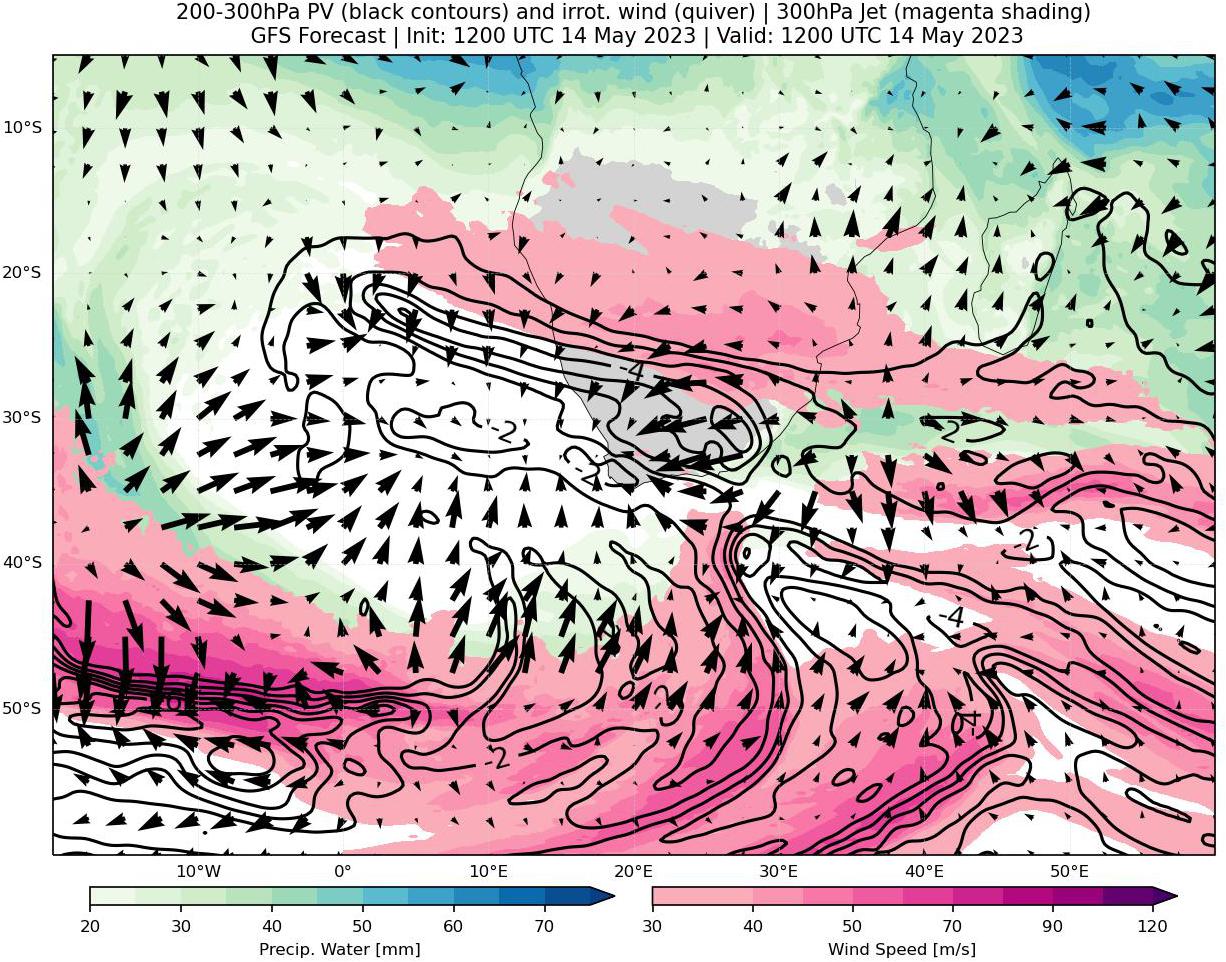 200-300hPa PV (black contours) and irrot. wind (quiver) | 300hPa Jet (magenta shading)
GFS Forecast | Init: 1200 UTC 14 May 2023 | Valid: 1200 UTC 14 May 2023
10°S
20°S
-4
30°S
-2
-2
-2
-2
40°S
-4
-2
-2
-4
50°S
-2
10°W 0° 10°E 20°E 30°E 40°E 50°E
20 30 40 50 60 70
Precip. Water [mm]
30 40 50 70 90 120
Wind Speed [m/s]